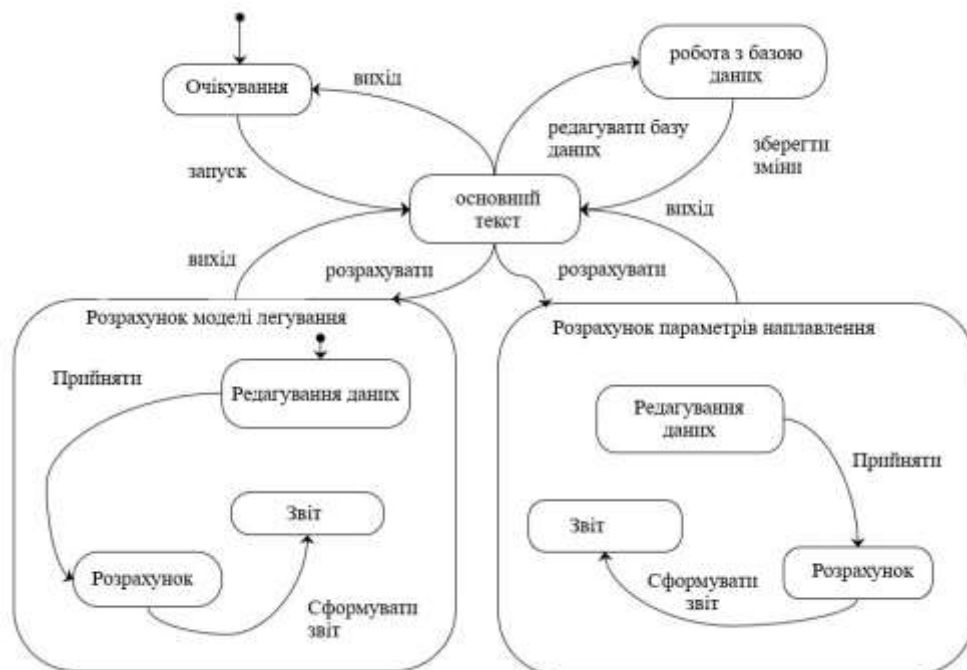 Очікування
вихід
робота з базою
даних
редагувати базу
даних
зберегти
зміни
запуск
основний
текст
вихід
вихід
розрахувати
розрахувати
Розрахунок моделі легування
Розрахунок параметрів наплавлення
Прийняти
Редагування даних
Редагування
даних
Прийняти
Звіт
Звіт
Розрахунок
Розрахунок
Сформувати
звіт
Сформувати
звіт